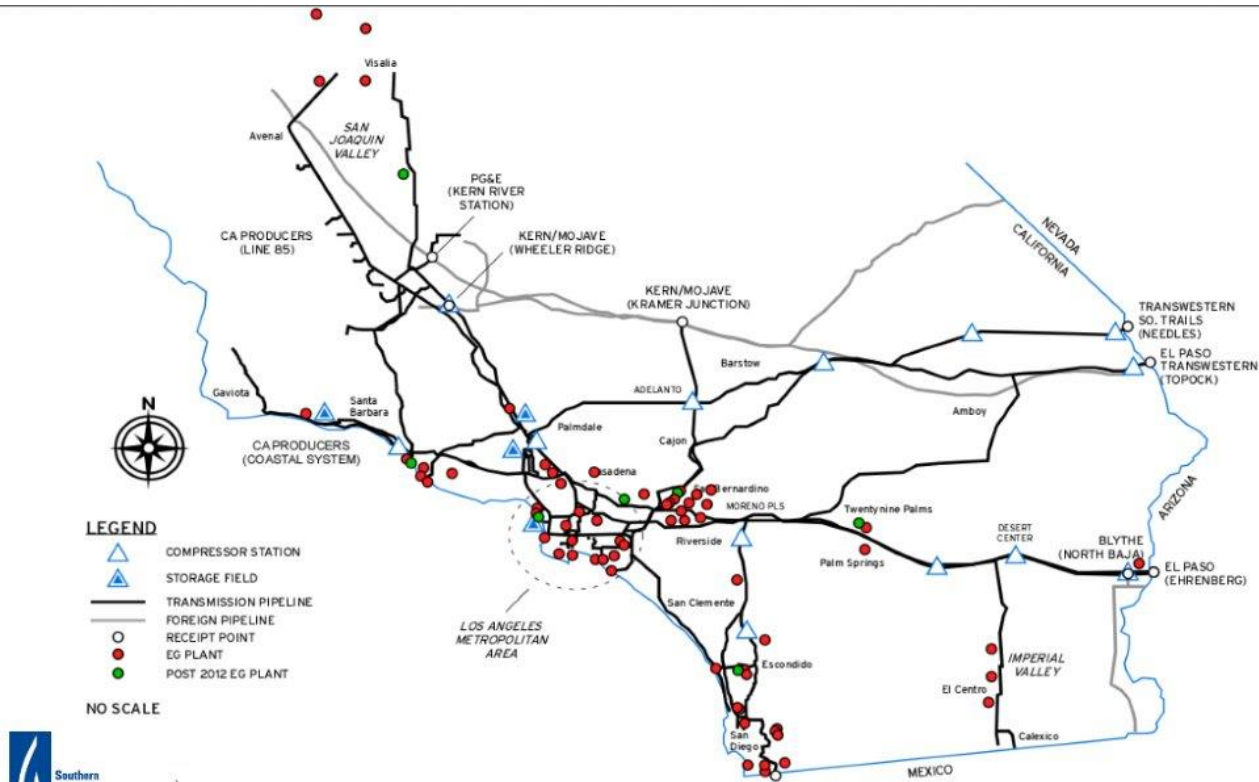 Visalia
Avenal
SAN
JOAQUIN
VALLEY
PG&E
(KERN RIVER
STATION)
CA PRODUCERS
(LINE 85)
KERN/MOJAVE
(WHEELER RIDGE)
KERN/MOJAVE
(KRAMER JUNCTION)
NEVADA
CALIFORNIA
TRANSWESTERN
SO. TRAILS
(NEEDLES)
EL PASO
TRANSWESTERN
(TOPOCK)
Barstow
ADELANTO
Amboy
Gaviota
Santa
Barbara
Palmdale
Cajon
N
CA PRODUCERS
(COASTAL SYSTEM)
Bernardino
MORENO PLS
Twentynine Palms
ARIZONA
Riverside
Palm Springs
DESERT
CENTER
BLYTHE
(NORTH BAJA)
EL PASO
(EHRENBERG)
LEGEND
COMPRESSOR STATION
STORAGE FIELD
TRANSMISSION PIPELINE
FOREIGN PIPELINE
RECEIPT POINT
EG PLANT
POST 2012 EG PLANT
NO SCALE
LOS ANGELES
METROPOLITAN
AREA
San Clemente
Escondido
IMPERIAL
VALLEY
El Centro
San
Diego
Calexico
MEXICO
Southern